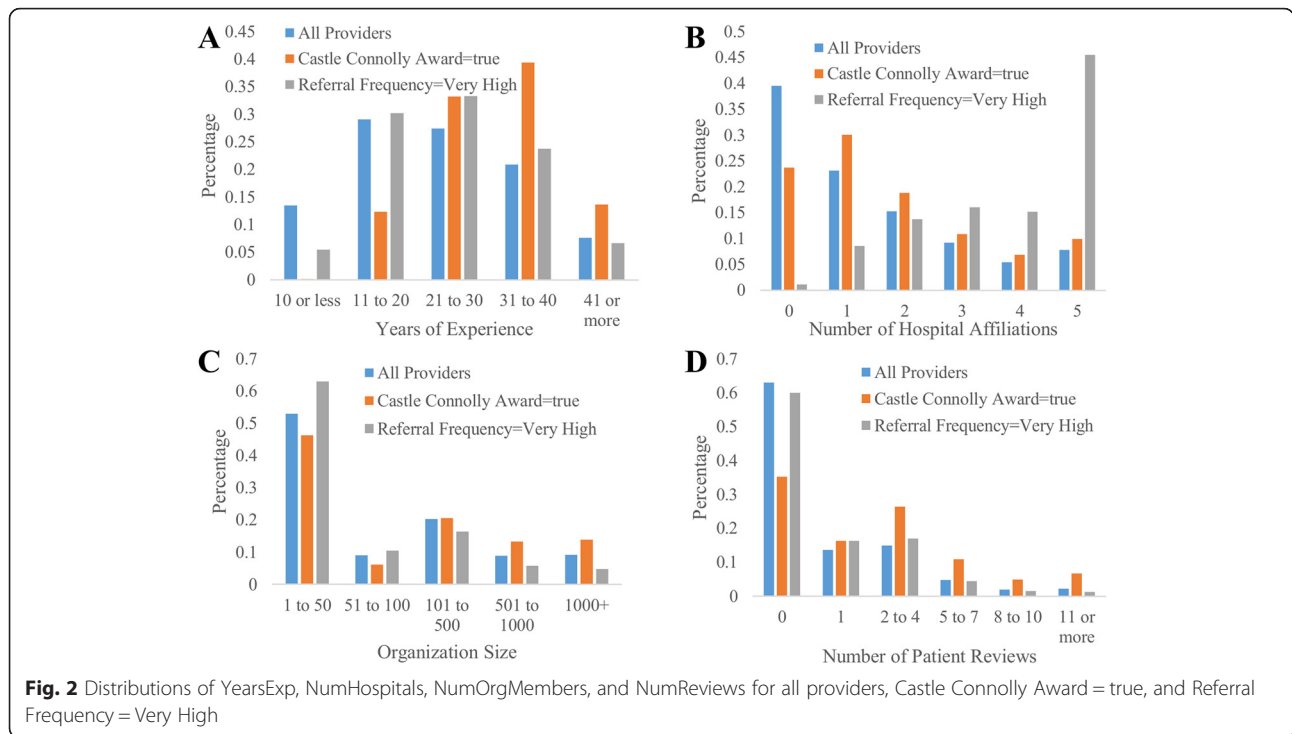 A
0.45
0.4
0.35
0.3
0.25
0.2
0.15
0.1
0.05
0
Percentage
All Providers
Castle Connolly Award=true
Referral Frequency=Very High
10 or less
11 to 20
21 to 30
31 to 40
41 or
more
Years of Experience
B
0.5
0.45
0.4
0.35
0.3
0.25
0.2
0.15
0.1
0.05
0
Percentage
All Providers
Castle Connolly Award=true
Referral Frequency=Very High
0
1
2
3
4
5
Number of Hospital Affiliations
C
0.7
0.6
0.5
0.4
0.3
0.2
0.1
0
Percentage
All Providers
Castle Connolly Award=true
Referral Frequency=Very High
1 to 50
51 to 100
101 to
500
501 to
1000
1000+
Organization Size
D
0.7
0.6
0.5
0.4
0.3
0.2
0.1
0
Percentage
All Providers
Castle Connolly Award=true
Referral Frequency=Very High
0
1
2 to 4
5 to 7
8 to 10
11 or
more
Number of Patient Reviews
Fig. 2 Distributions of YearsExp, NumHospitals, NumOrgMembers, and NumReviews for all providers, Castle Connolly Award = true, and Referral
Frequency = Very High